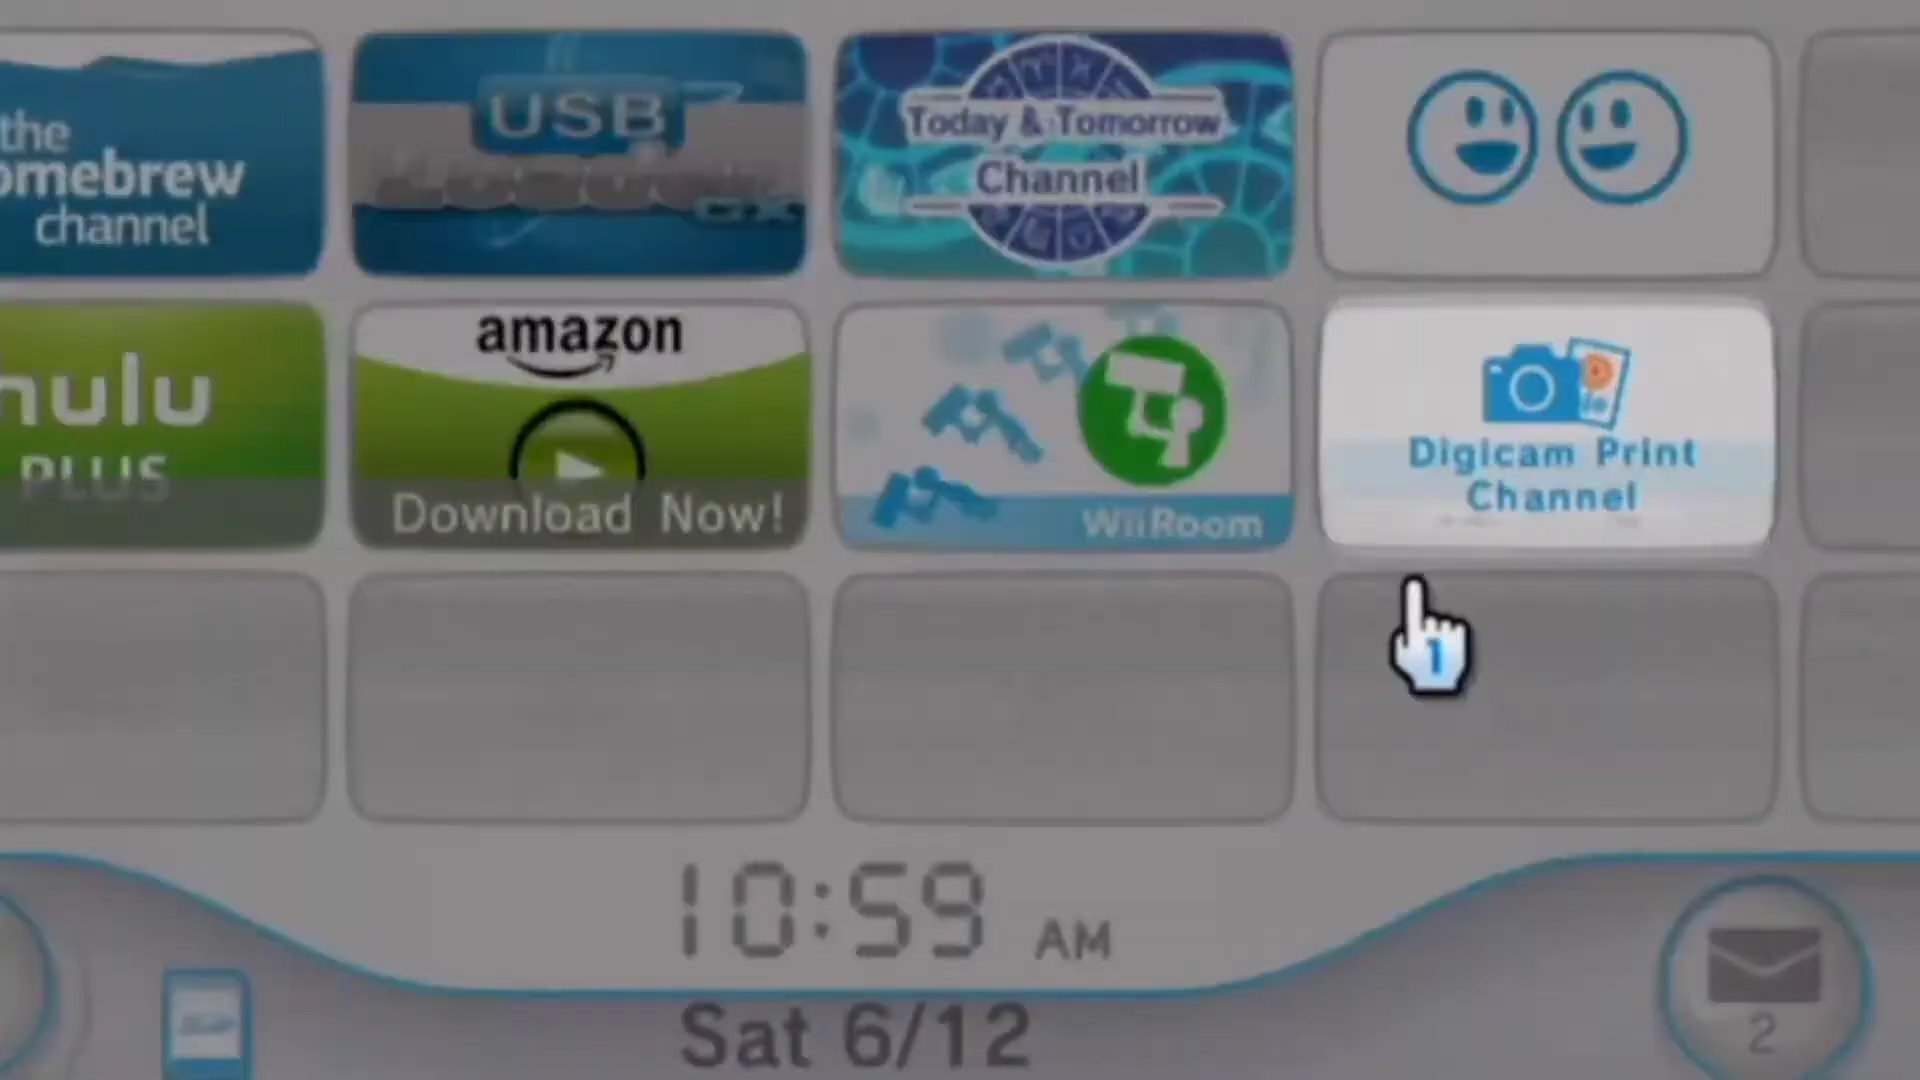 the
omebrew
channel
USB
GX
Today & Tomorrow
Channel
hulu
PLUS
amazon
Download Now!
WiiRoom
Digicam Print
Channel
1
10:59 AM
Sat 6/12
2